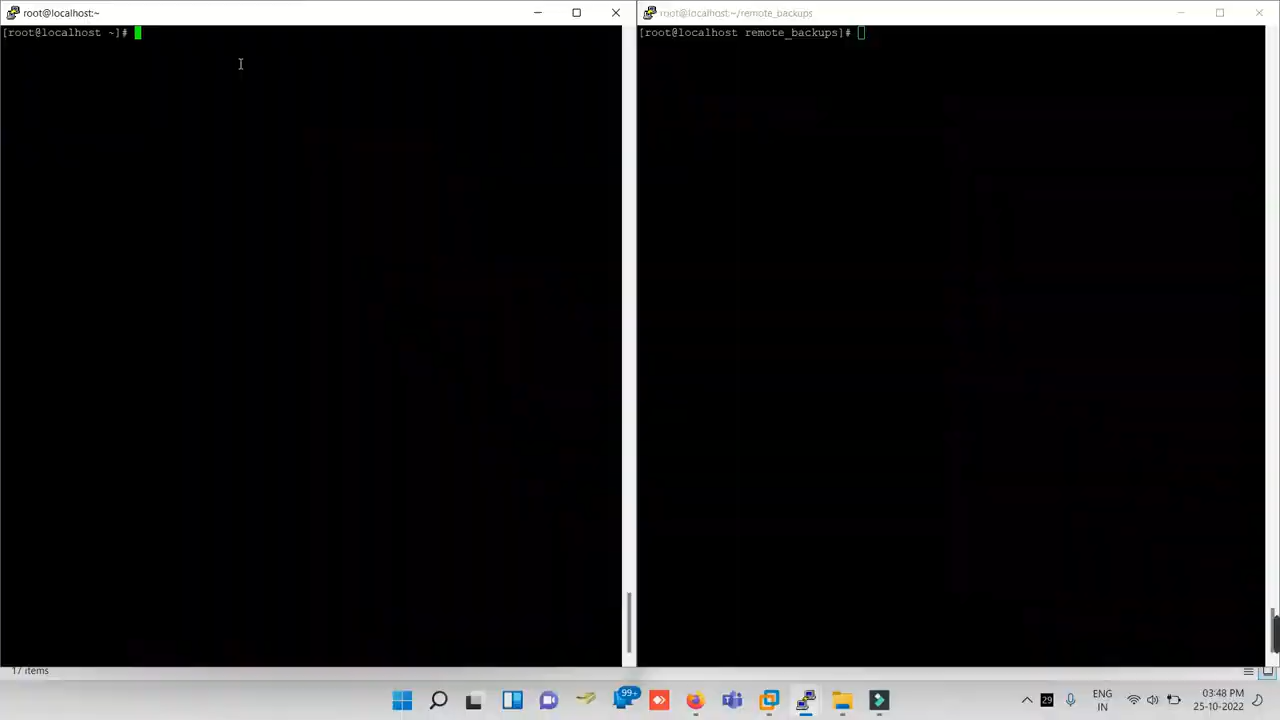 root@localhost:~
[root@localhost ~]#
root@localhost:~/remote_backups
[root@localhost remote_backups]#
17 items
99+
29
ENG
IN
03:48 PM
25-10-2022